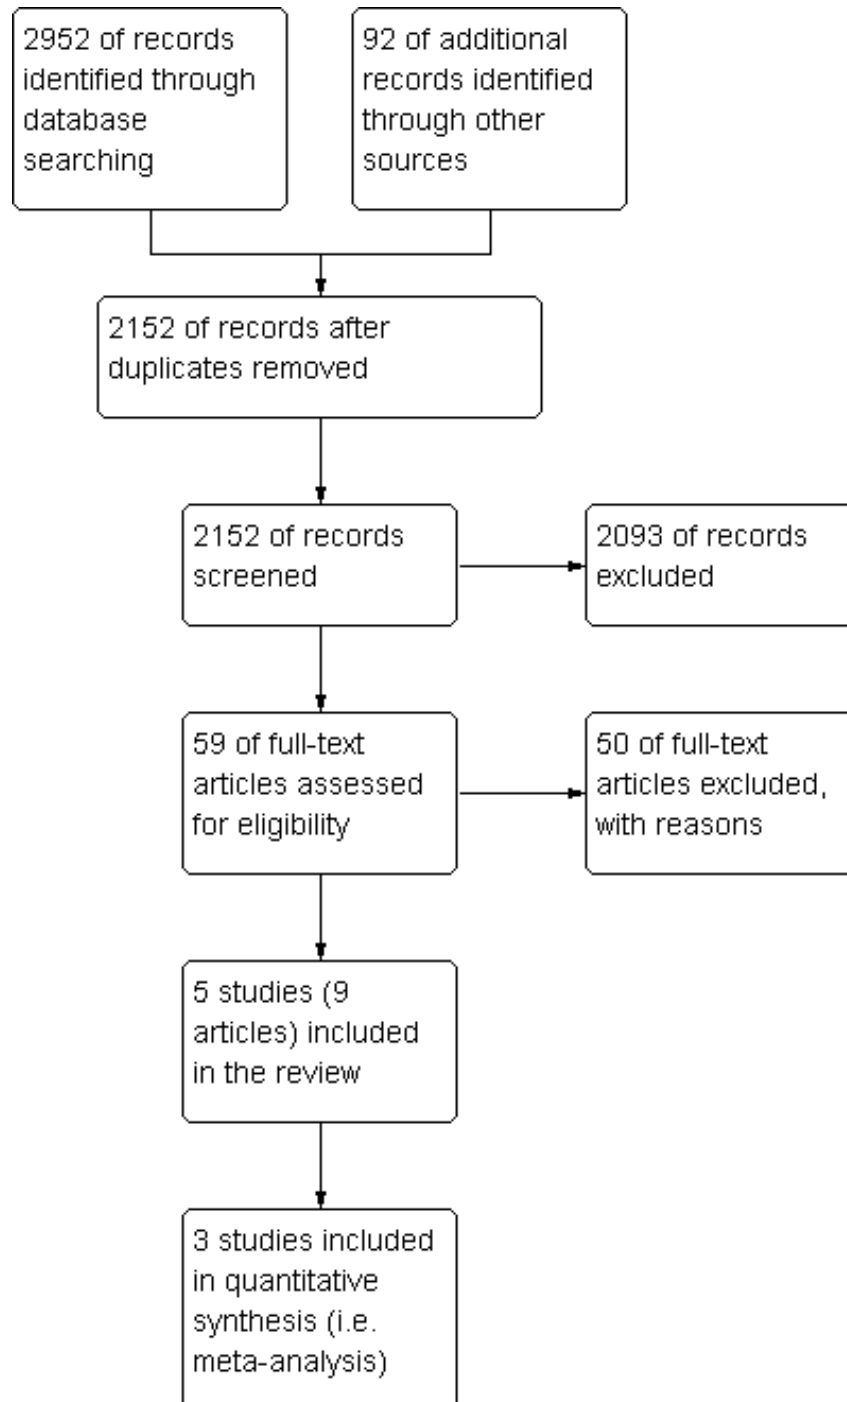 2952 of records
identified through
database
searching
92 of additional
records identified
through other
sources
2152 of records after
duplicates removed
2152 of records
screened
2093 of records
excluded
59 of full-text
articles assessed
for eligibility
50 of full-text
articles excluded,
with reasons
5 studies (9
articles) included
in the review
3 studies included
in quantitative
synthesis (i.e.
meta-analysis)